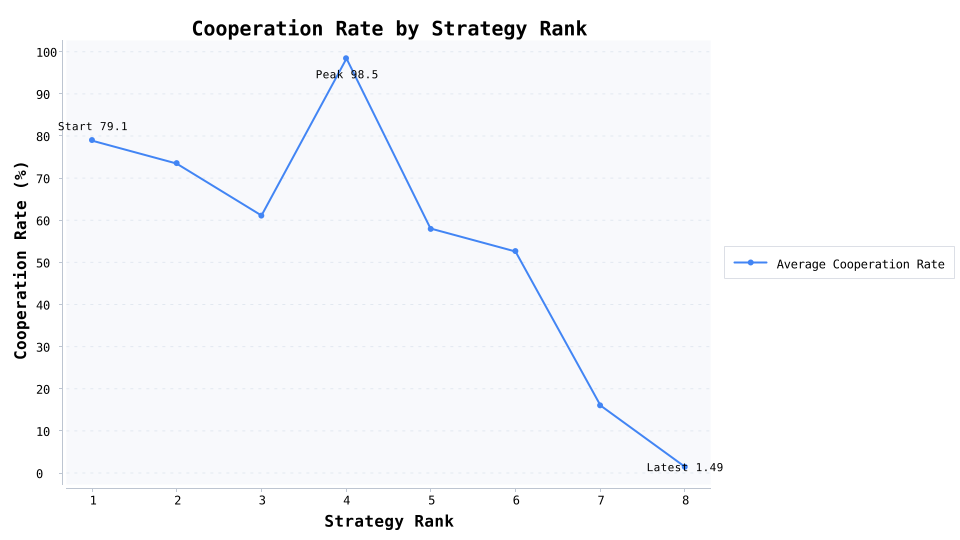 Cooperation Rate by Strategy Rank
Cooperation Rate (%)
100
90
80
70
60
50
40
30
20
10
0
Start 79.1
Peak 98.5
Latest 1.49
1 2 3 4 5 6 7 8
Strategy Rank
Average Cooperation Rate